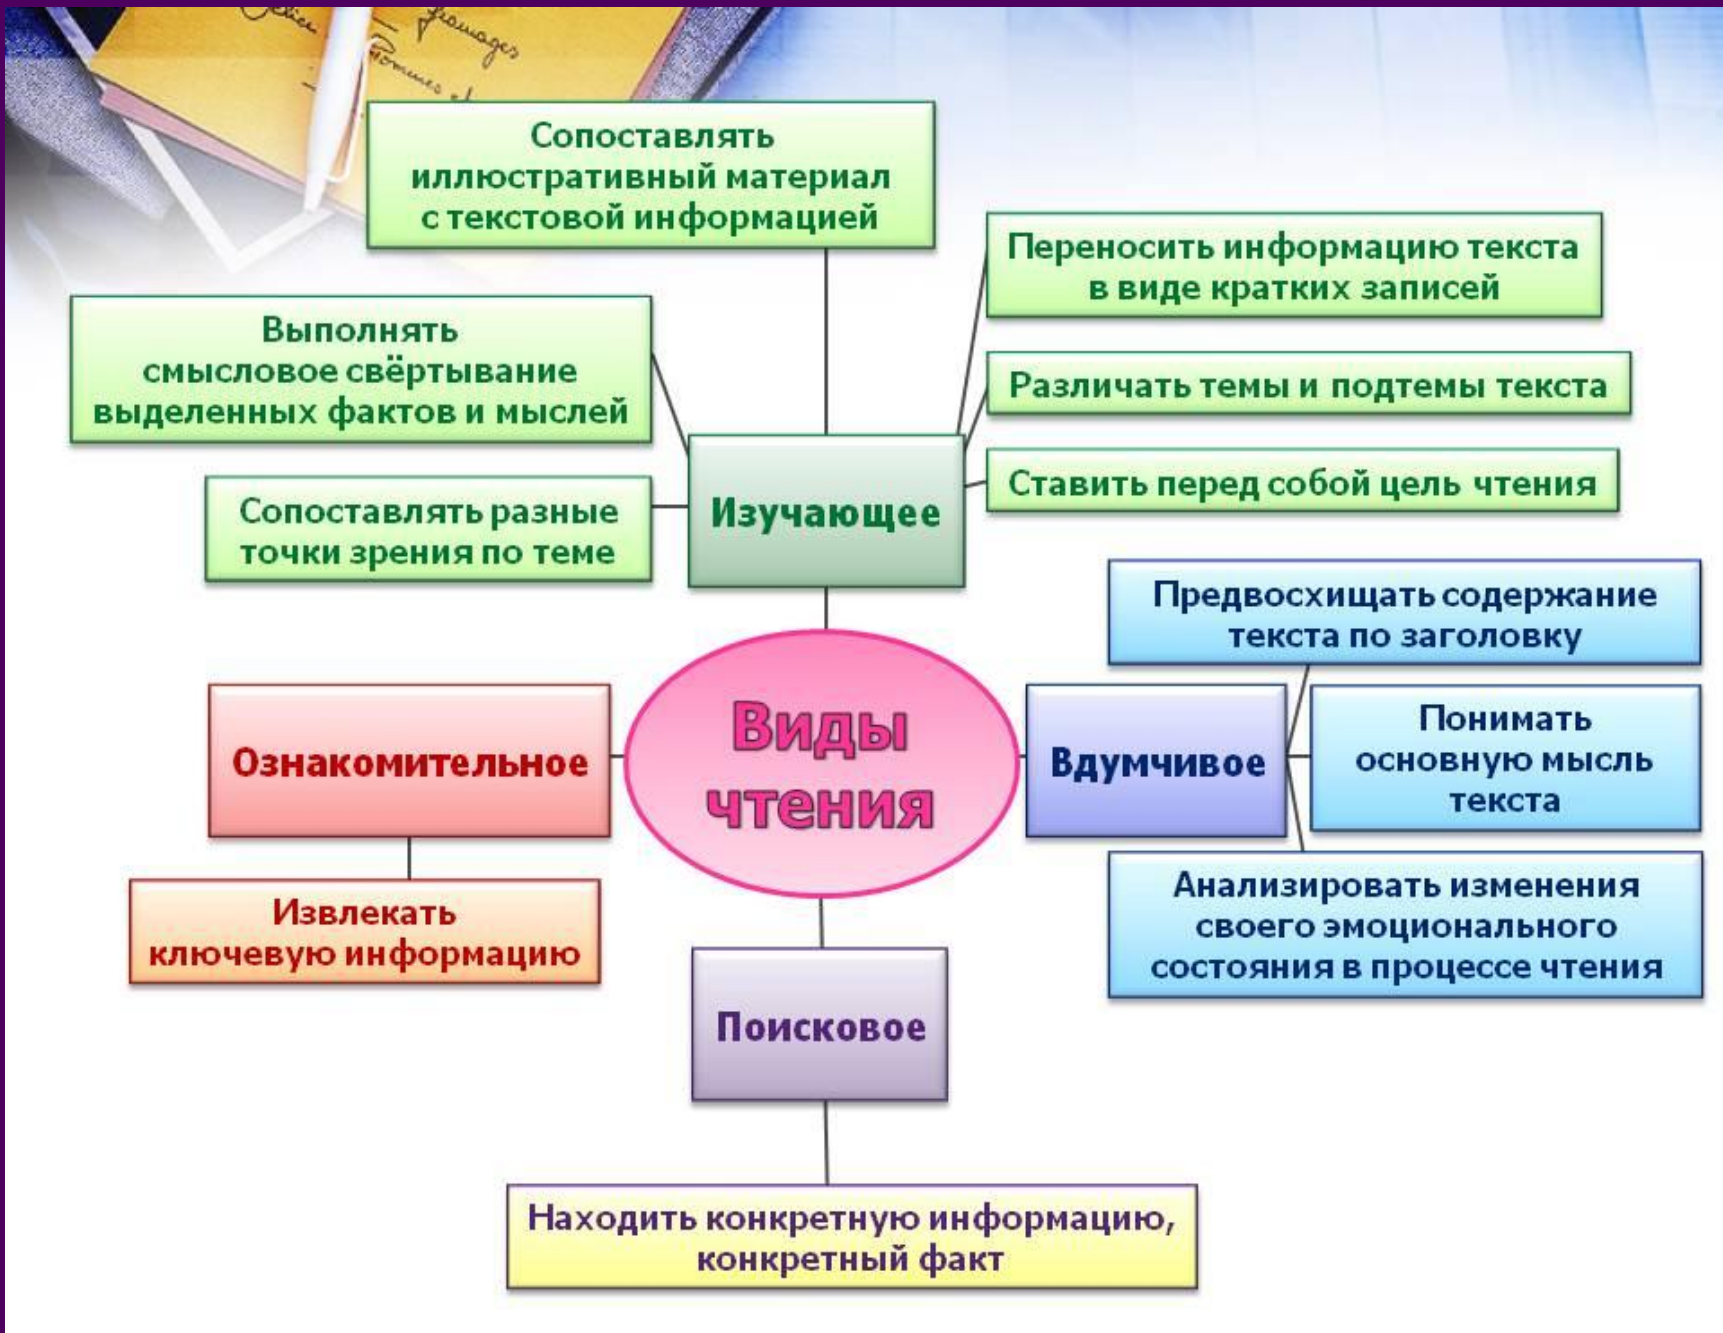 framages
Pommes
Сопоставлять
иллюстративный материал
с текстовой информацией
Переносить информацию текста
в виде кратких записей
Выполнять
смысловое свёртывание
выделенных фактов и мыслей
Различать темы и подтемы текста
Ставить перед собой цель чтения
Сопоставлять разные
точки зрения по теме
Изучающее
Предвосхищать содержание
текста по заголовку
Ознакомительное
Виды
чтения
Вдумчивое
Понимать
основную мысль
текста
Извлекать
ключевую информацию
Анализировать изменения
своего эмоционального
состояния в процессе чтения
Поисковое
Находить конкретную информацию,
конкретный факт